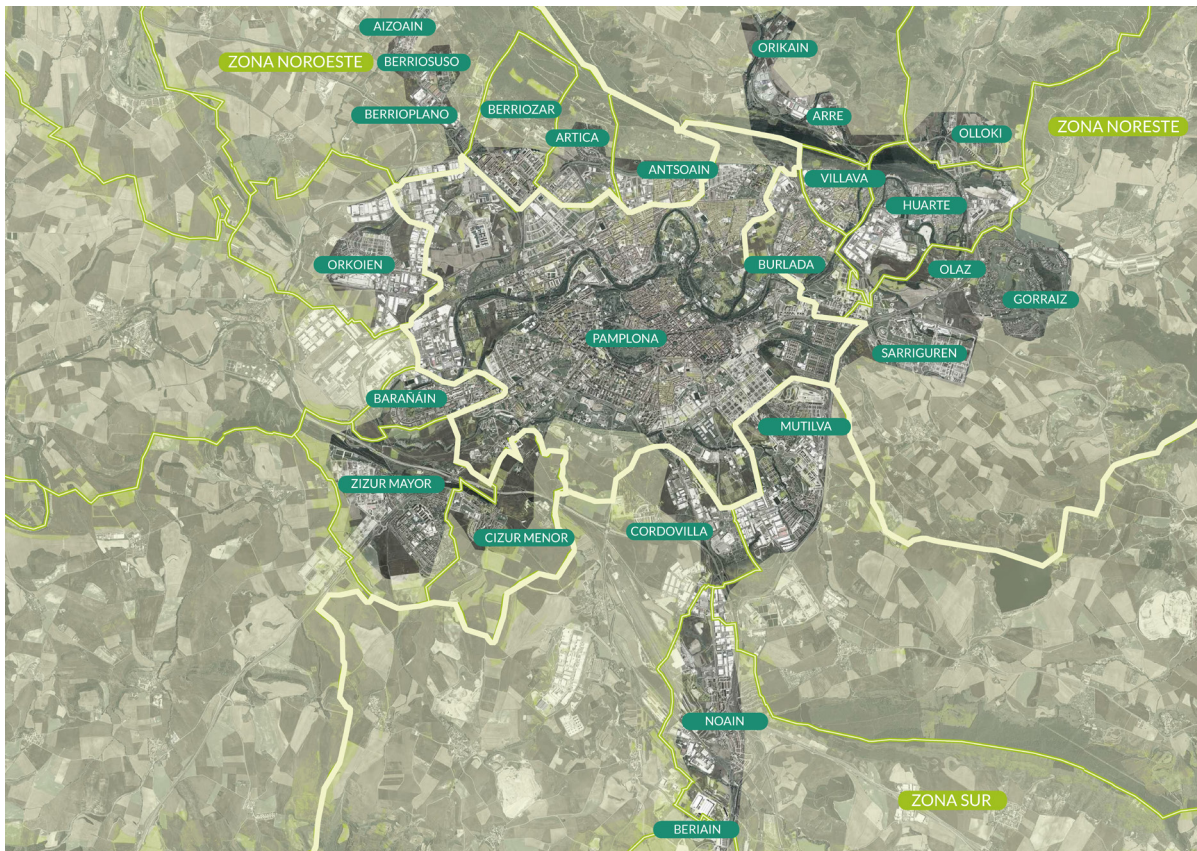 AIZOAIN
ORIKAIN
ZONA NOROESTE
BERRIOSUSO
BERRIOZAR
BERRIOPLANO
ARRE
ZONA NORESTE
ARTICA
OLLOKI
ANTSOAIN
VILLAVA
HUARTE
ORKOIEN
BURLADA
OLAZ
GORRAIZ
PAMPLONA
SARRIGUREN
BARAÑÁIN
MUTILVA
ZIZUR MAYOR
CIZUR MENOR
CORDOVILLA
NOAIN
ZONA SUR
BERIAIN